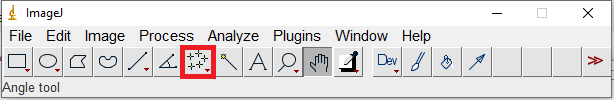 ImageJ
File Edit Image Process Analyze Plugins Window Help
A Dev >>
Angle tool